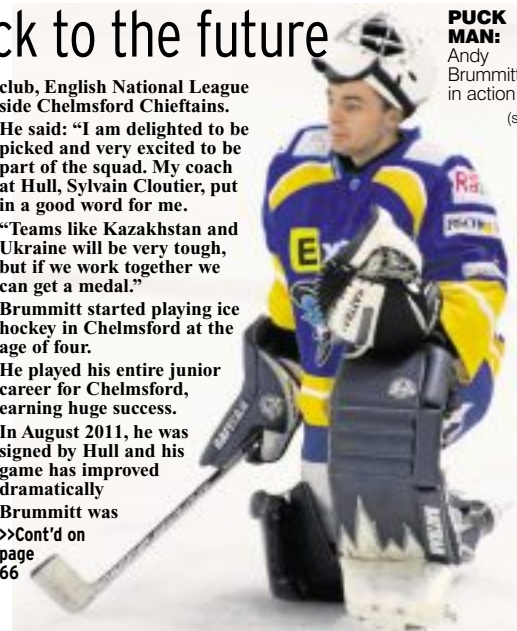 ck to the future
club, English National League
side Chelmsford Chieftains.
He said: “I am delighted to be
picked and very excited to be
part of the squad. My coach
at Hull, Sylvain Cloutier, put
in a good word for me.
“Teams like Kazakhstan and
Ukraine will be very tough,
but if we work together we
can get a medal.”
Brummitt started playing ice
hockey in Chelmsford at the
age of four.
He played his entire junior
career for Chelmsford,
earning huge success.
In August 2011, he was
signed by Hull and his
game has improved
dramatically
Brummitt was
>>Cont'd on
page
66
PUCK
MAN:
Andy
Brummitt
in action
(s